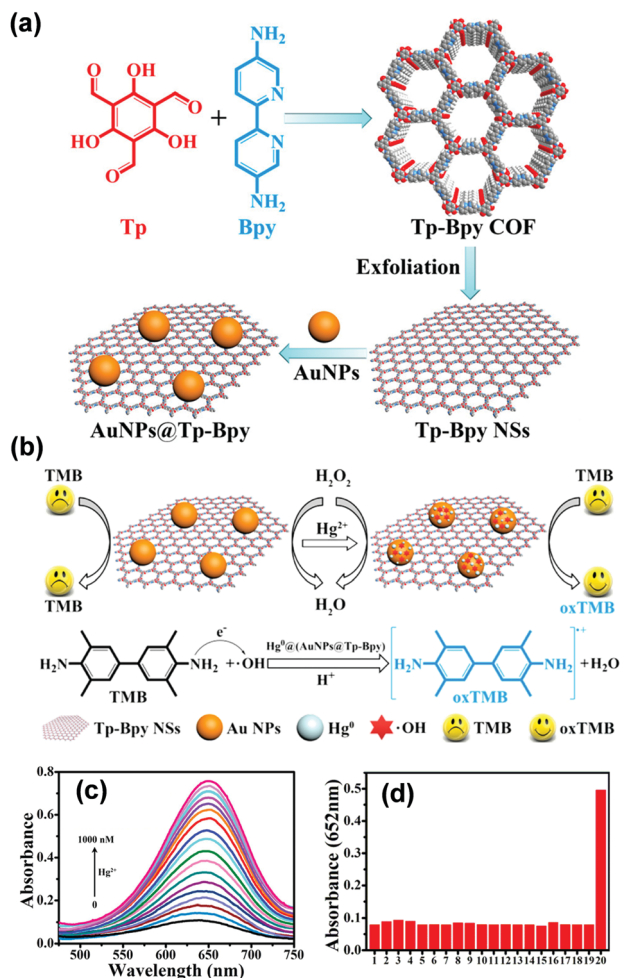 (a)
O
OH
O
HO
OH
O
Tp
+
NH₂
N
N
NH₂
Bpy
Tp-Bpy COF
Exfoliation
AuNPs
AuNPs@Tp-Bpy
Tp-Bpy NSs
(b)
TMB
H₂O₂
TMB
Hg²⁺
TMB
H₂O
oxTMB
e⁻
H₂N
NH₂ + ·OH
TMB
Hg⁰@(AuNPs@Tp-Bpy)
H⁺
H₂N
NH₂
•+
+ H₂O
oxTMB
Tp-Bpy NSs
Au NPs
Hg⁰
·OH
TMB
oxTMB
(c)
0.8
0.6
0.4
0.2
0.0
Absorbance
1000 nM
Hg²⁺
0
500 550 600 650 700 750
Wavelength (nm)
(d)
0.5
0.4
0.3
0.2
0.1
0.0
Absorbance (652nm)
1 2 3 4 5 6 7 8 9 10 11 12 13 14 15 16 17 18 19 20